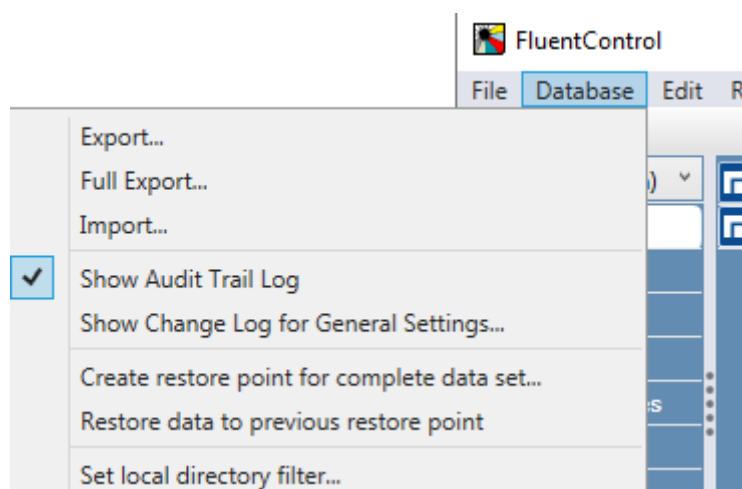 FluentControl
File Database Edit R
Export...
Full Export...
Import...
Show Audit Trail Log
Show Change Log for General Settings...
Create restore point for complete data set...
Restore data to previous restore point
Set local directory filter...